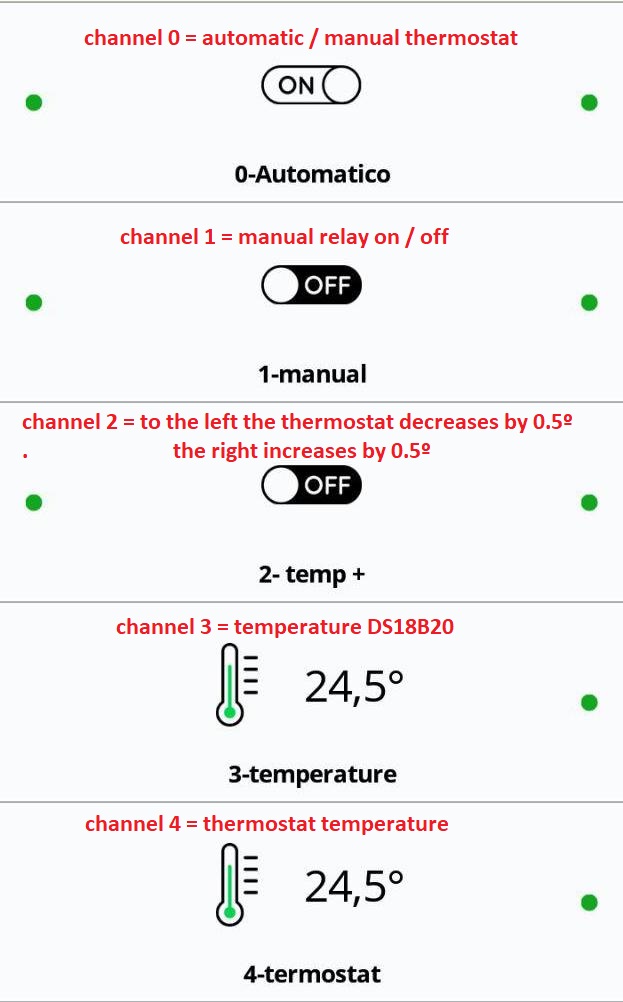 channel 0 = automatic / manual thermostat
ON
0-Automatico
channel 1 = manual relay on / off
OFF
1-manual
channel 2 = to the left the thermostat decreases by 0.5º
. the right increases by 0.5º
OFF
2- temp +
channel 3 = temperature DS18B20
24,5°
3-temperature
channel 4 = thermostat temperature
24,5°
4-termostat